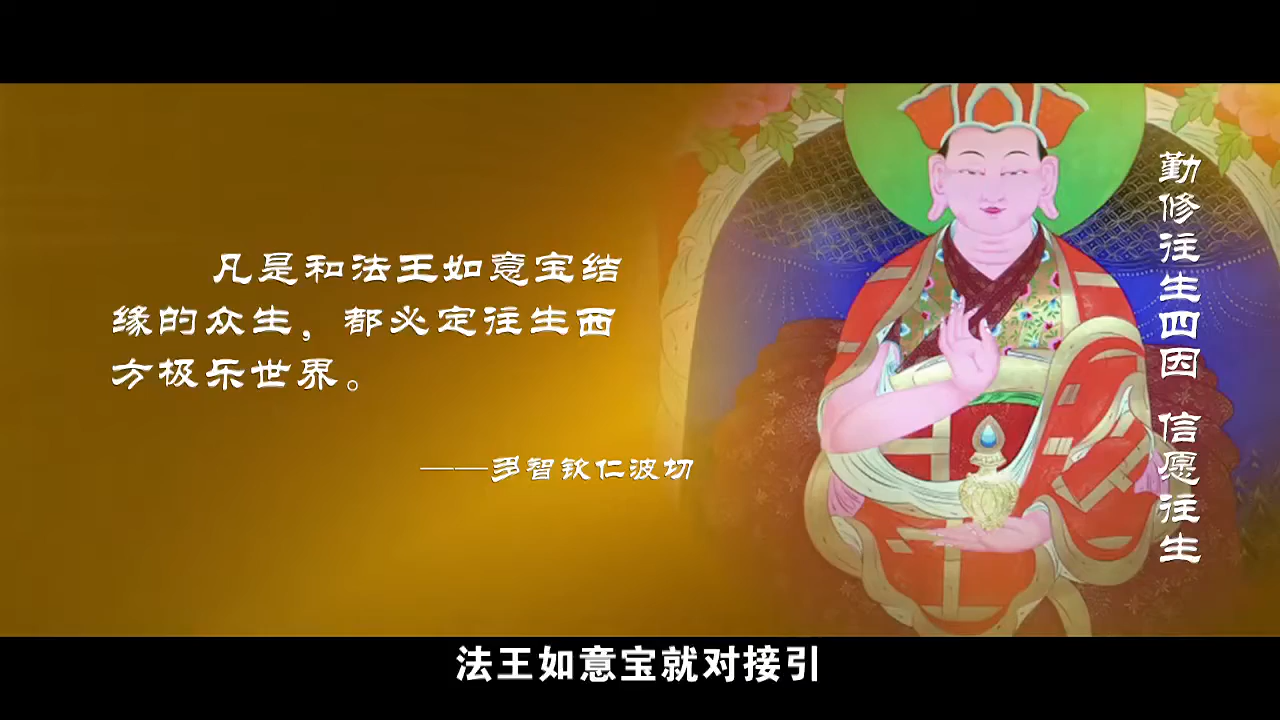 凡是和法王如意宝结
缘的众生，都必定往生西
方极乐世界。
——多智钦仁波切
勤修往生四因 信愿往生
法王如意宝就对接引